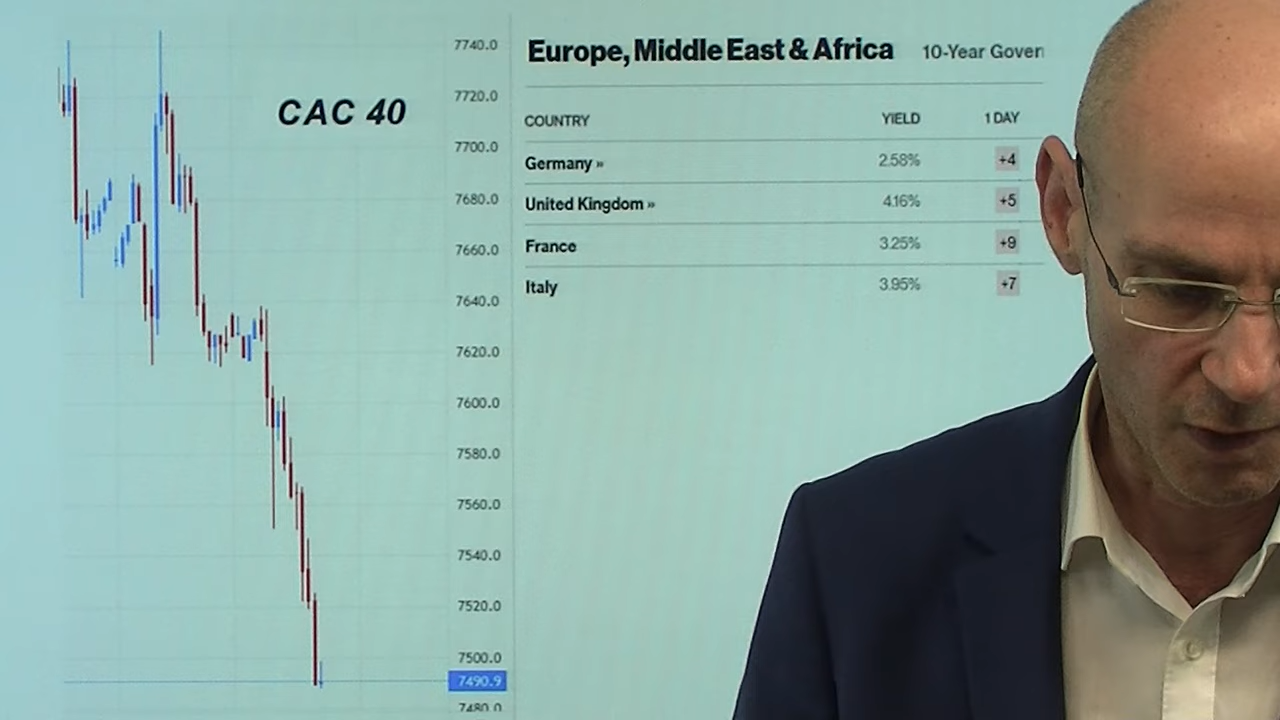 CAC 40
7740.0
7720.0
7700.0
7680.0
7660.0
7640.0
7620.0
7600.0
7580.0
7560.0
7540.0
7520.0
7500.0
7490.9
7480.0
Europe, Middle East & Africa 10-Year Govern
COUNTRY YIELD 1 DAY
Germany » 2.58% +4
United Kingdom » 4.16% +5
France 3.25% +9
Italy 3.95% +7